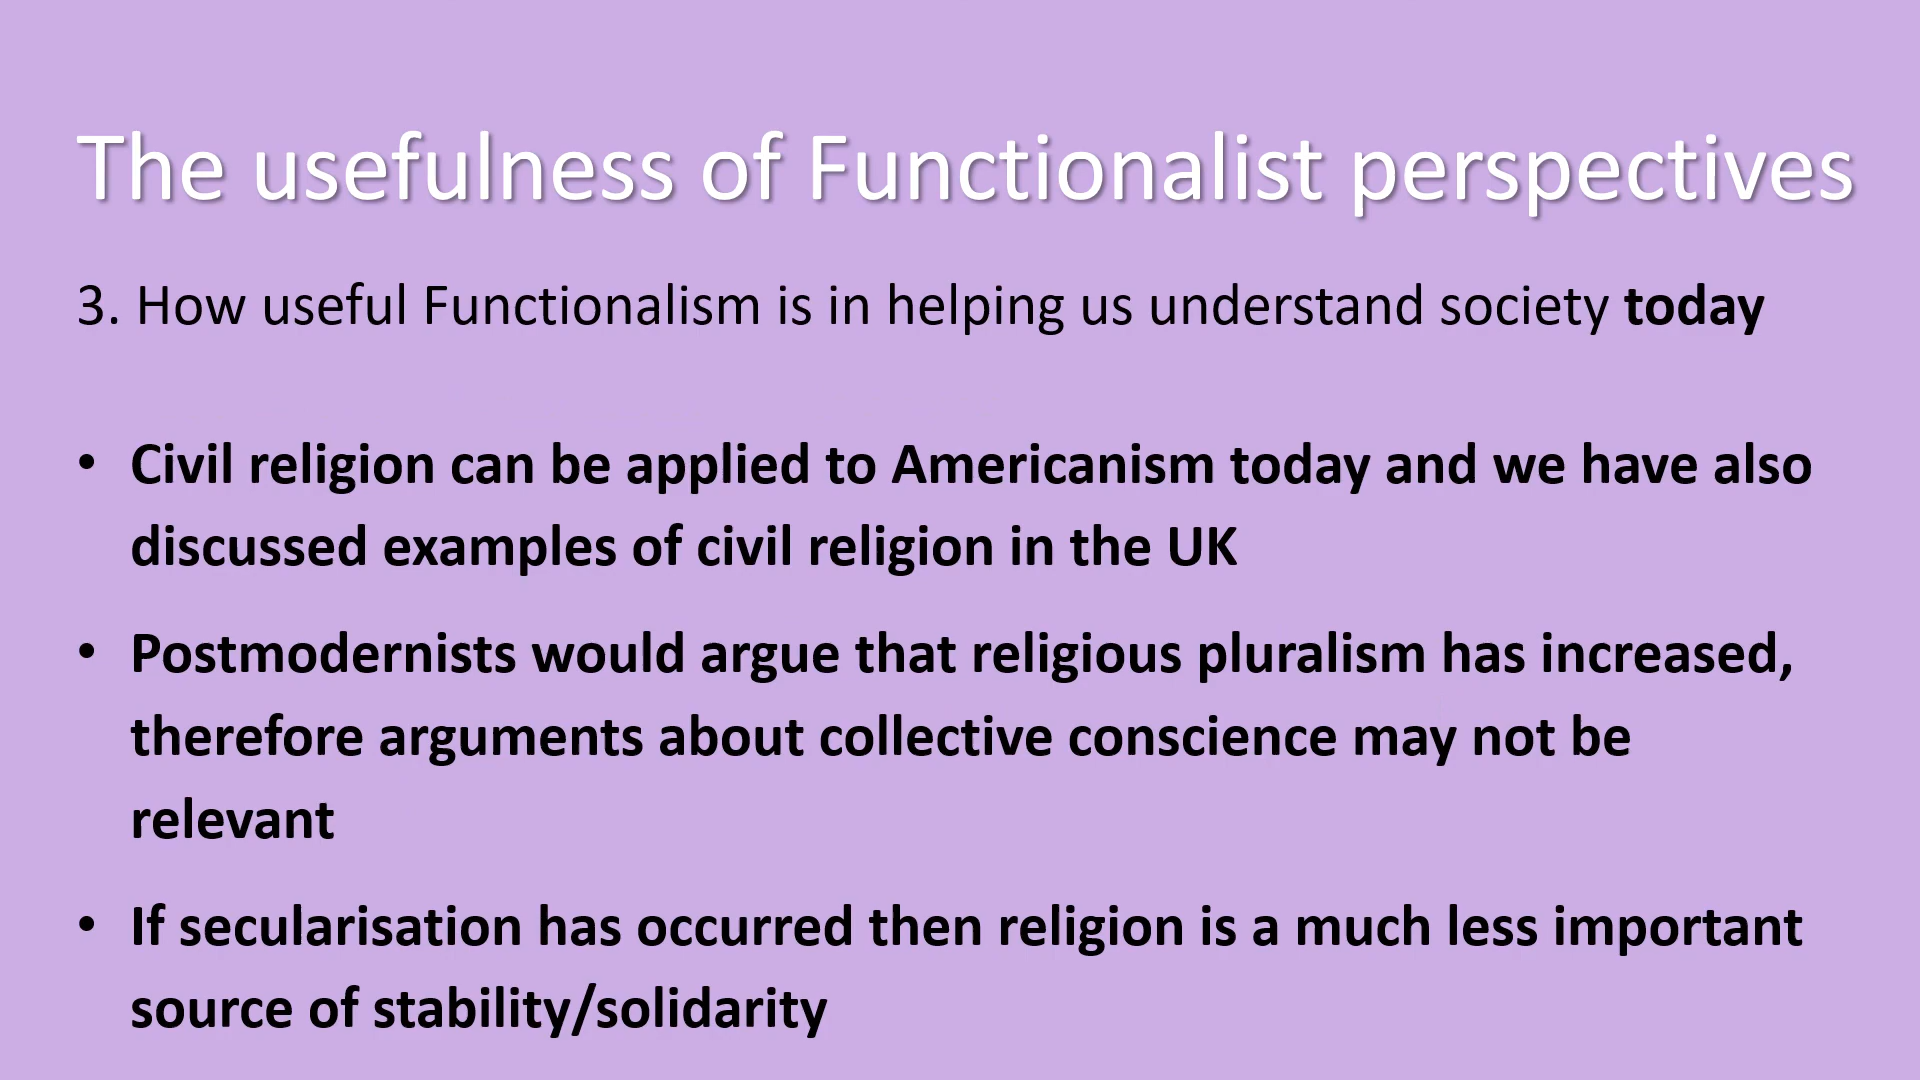 The usefulness of Functionalist perspectives
3. How useful Functionalism is in helping us understand society today
• Civil religion can be applied to Americanism today and we have also
discussed examples of civil religion in the UK
• Postmodernists would argue that religious pluralism has increased,
therefore arguments about collective conscience may not be
relevant
• If secularisation has occurred then religion is a much less important
source of stability/solidarity